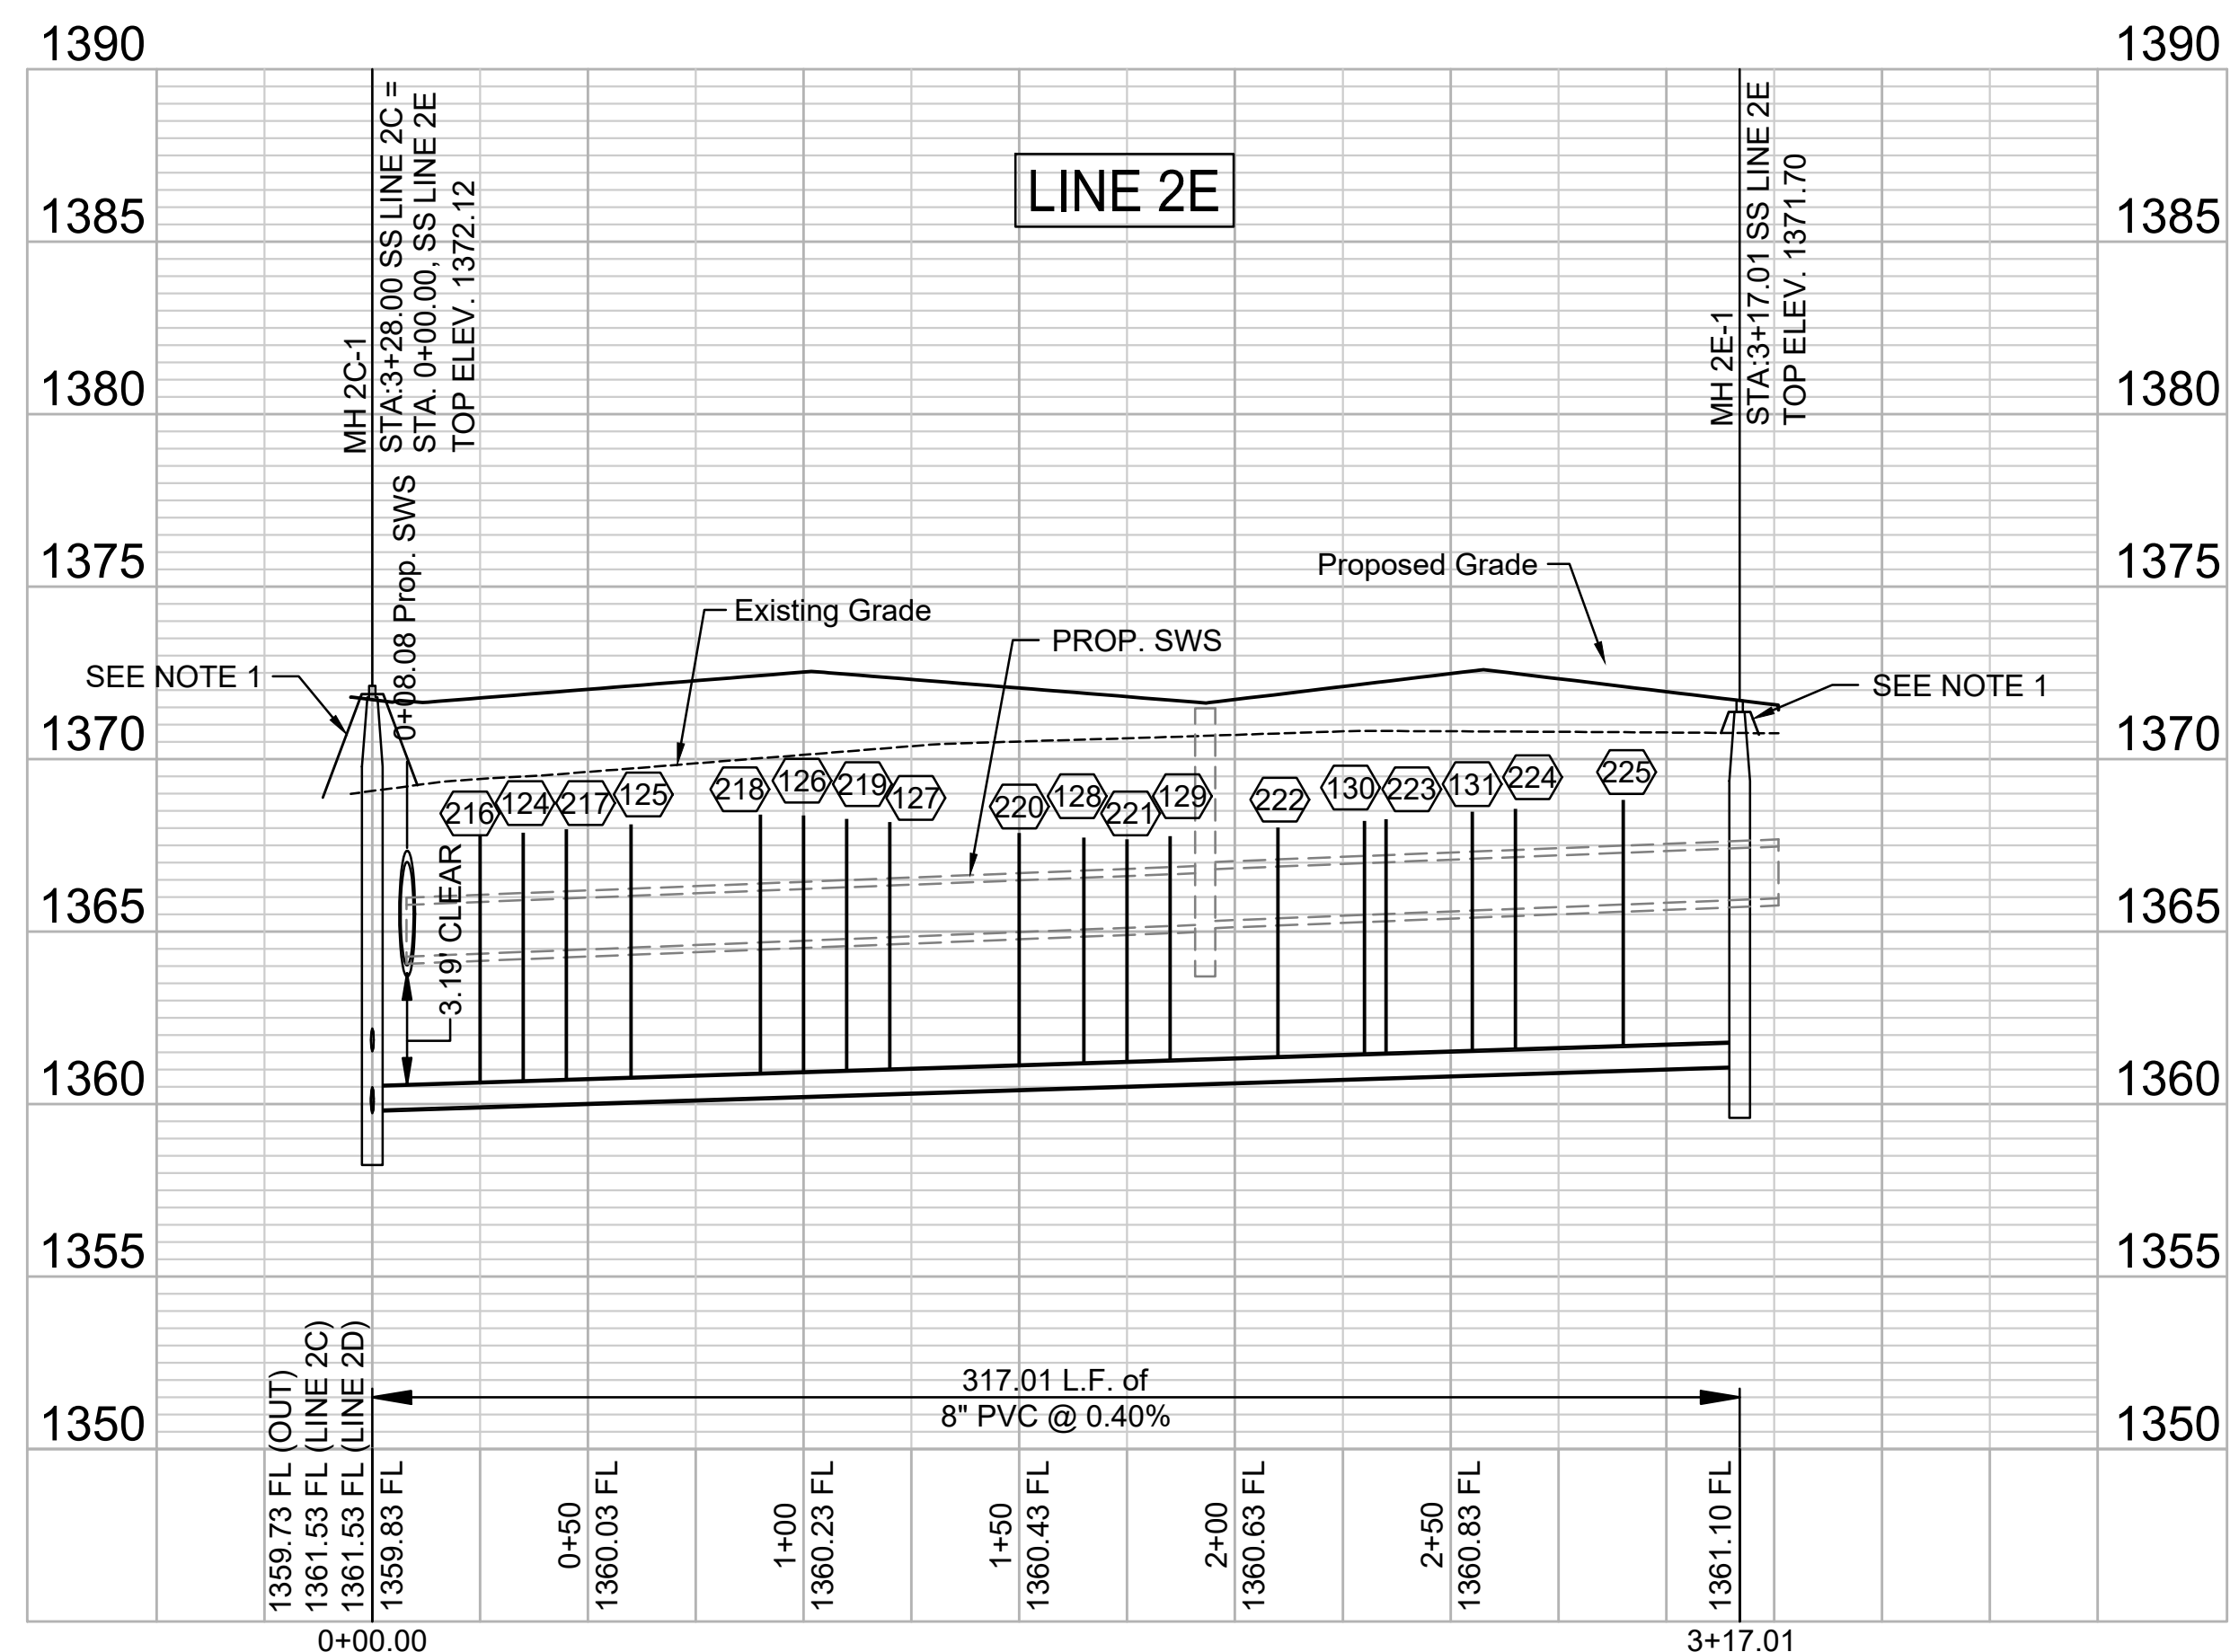 1390
1390
LINE 2E
1385
1385
MH 2C-1
STA:3+28.00 SS LINE 2C =
STA. 0+00.00, SS LINE 2E
TOP ELEV. 1372.12
MH 2E-1
STA:3+17.01 SS LINE 2E
TOP ELEV. 1371.70
1380
1380
0+08.08 Prop. SWS
1375
1375
Proposed Grade
Existing Grade
PROP. SWS
SEE NOTE 1
SEE NOTE 1
1370
1370
216
124
217
125
218
126
219
127
220
128
221
129
222
130
223
131
224
225
3.19' CLEAR
1365
1365
1360
1360
1355
1355
317.01 L.F. of
8" PVC @ 0.40%
1350
1350
1359.73 FL (OUT)
1361.53 FL (LINE 2C)
1361.53 FL (LINE 2D)
1359.83 FL
0+50
1360.03 FL
1+00
1360.23 FL
1+50
1360.43 FL
2+00
1360.63 FL
2+50
1360.83 FL
1361.10 FL
0+00.00
3+17.01